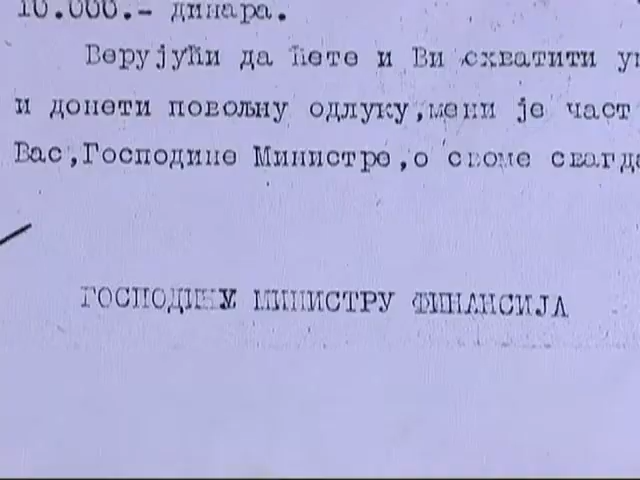 10.000.- динара.
Верујући да ћете и Ви схватити
и донети повољну одлуку, мени је част
Вас, Господине Министре, о своме
ГОСПОДИНУ МИНИСТРУ ФИНАНСИЈА